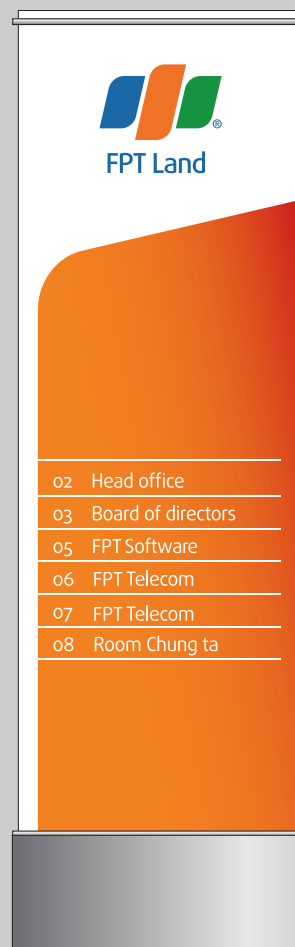 ®
FPT Land
02 Head office
03 Board of directors
05 FPT Software
06 FPT Telecom
07 FPT Telecom
08 Room Chung ta